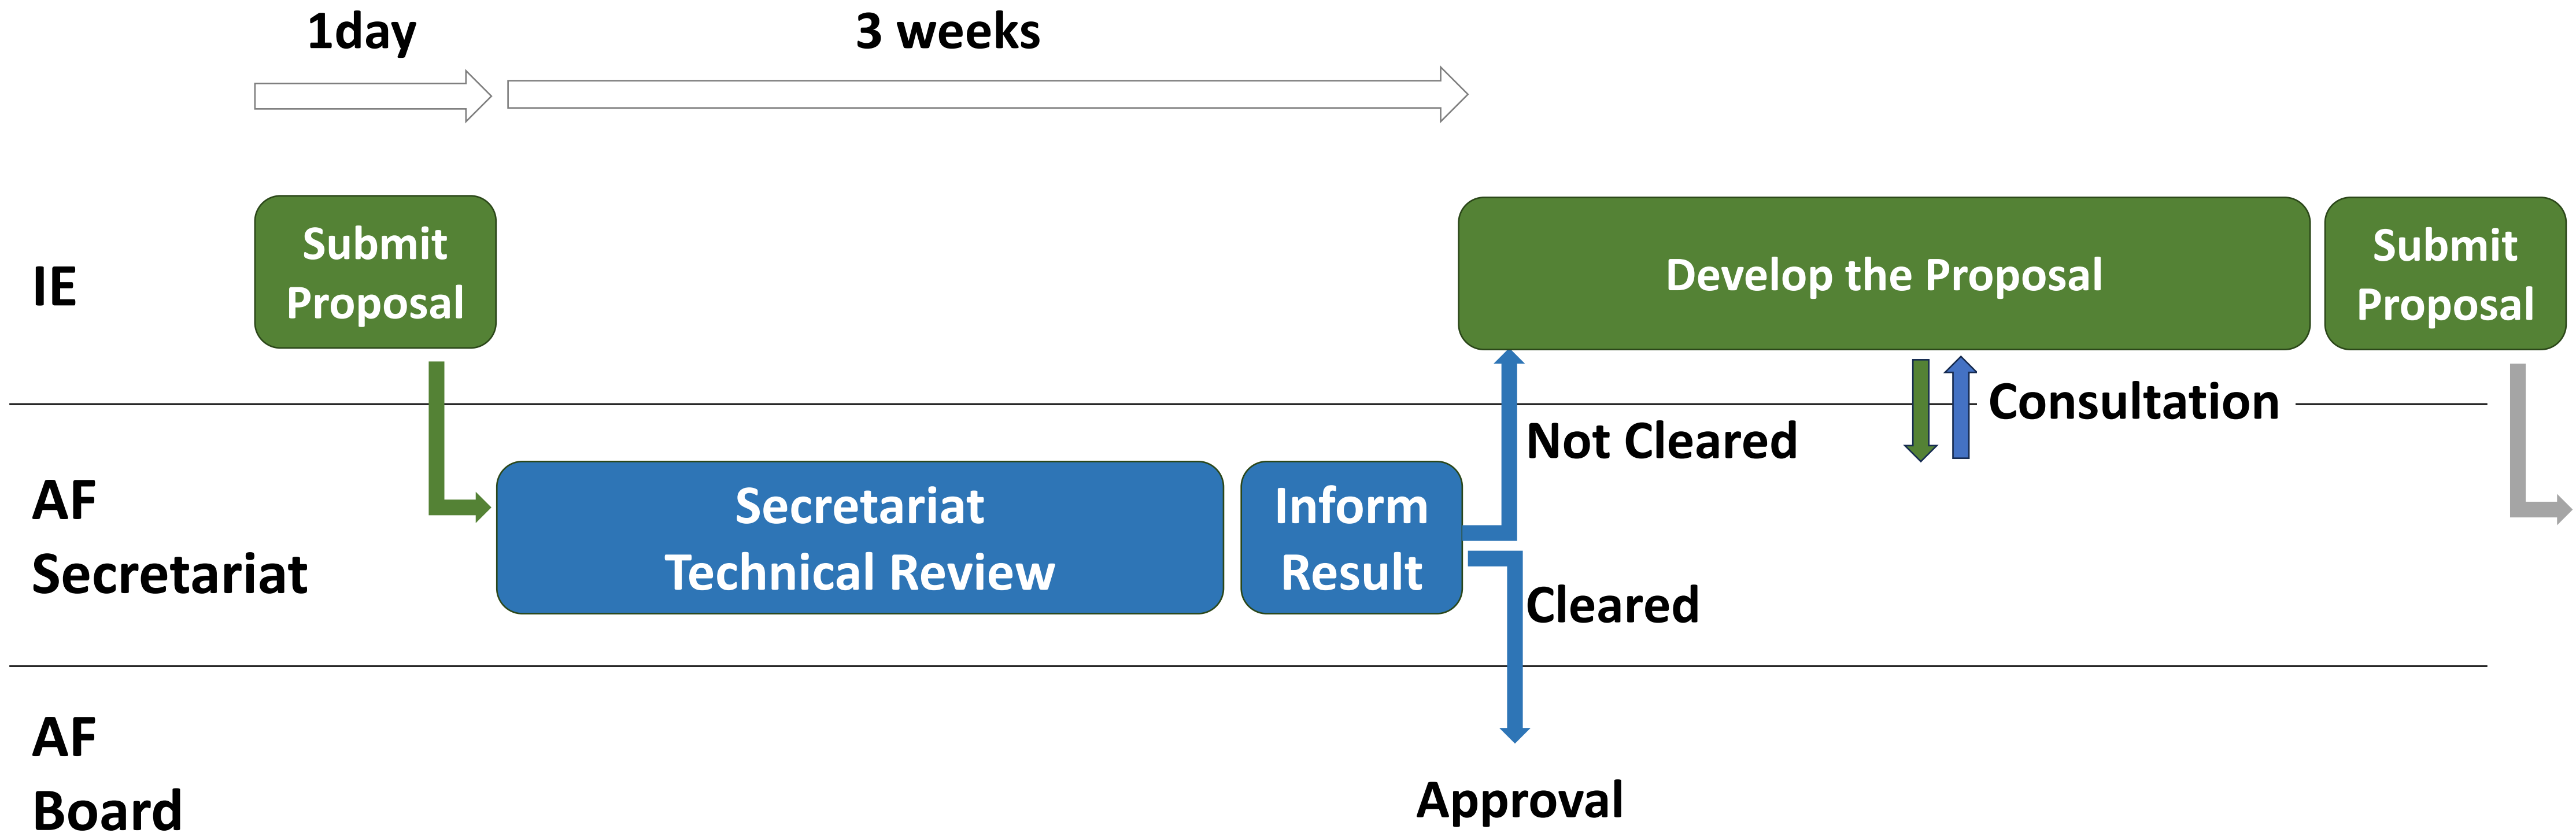 1day
3 weeks
IE
Submit
Proposal
Develop the Proposal
Submit
Proposal
Consultation
Not Cleared
AF
Secretariat
Secretariat
Technical Review
Inform
Result
Cleared
AF
Board
Approval